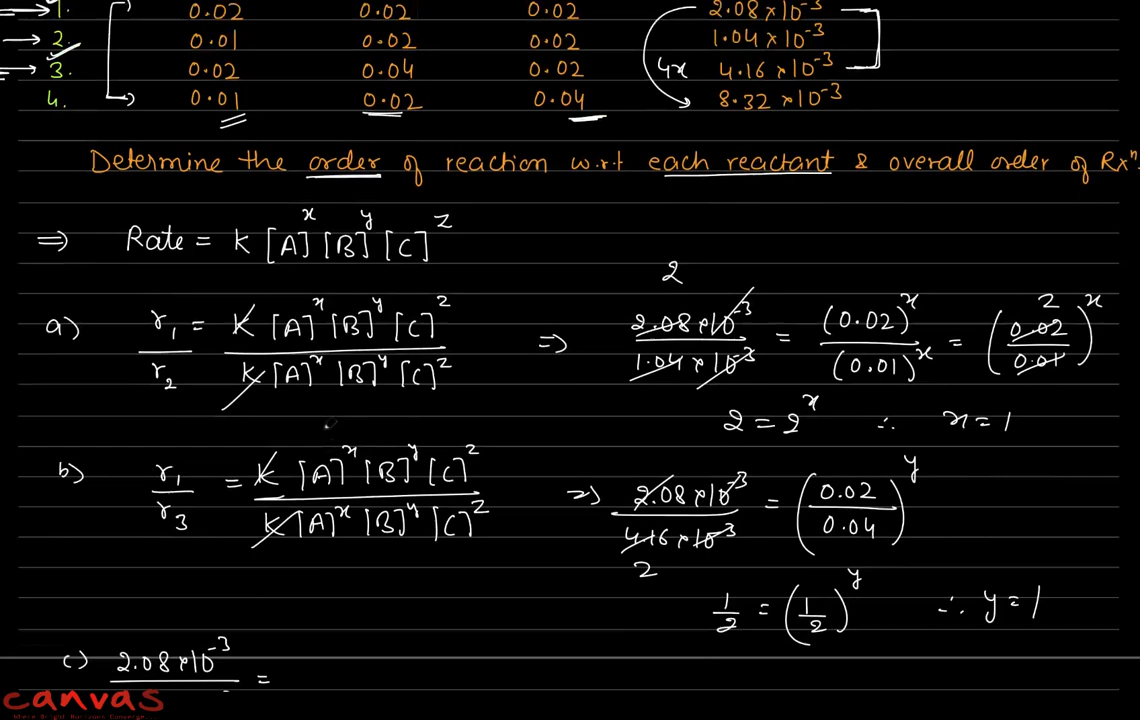 1. 0.02 0.02 0.02 2.08×10⁻³
2. 0.01 0.02 0.02 1.04×10⁻³
3. 0.02 0.04 0.02 4x 4.16×10⁻³
4. 0.01 0.02 0.04 8.32×10⁻³
Determine the order of reaction w.r.t each reactant & overall order of Rxⁿ
⇒ Rate = K [A]ˣ [B]ʸ [C]ᶻ
a) r₁/r₂ = K [A]ˣ [B]ʸ [C]ᶻ / K [A]ˣ [B]ʸ [C]ᶻ ⇒ 2 2.08×10⁻³ / 1.04×10⁻³ = (0.02)ˣ / (0.01)ˣ = (0.02 2 / 0.01)ˣ
2 = 2ˣ ∴ x = 1
b) r₁/r₃ = K [A]ˣ [B]ʸ [C]ᶻ / K [A]ˣ [B]ʸ [C]ᶻ ⇒ 2.08×10⁻³ / 4.16×10⁻³ 2 = (0.02 / 0.04)ʸ
1/2 = (1/2)ʸ ∴ y = 1
c) 2.08×10⁻³ =
canvas